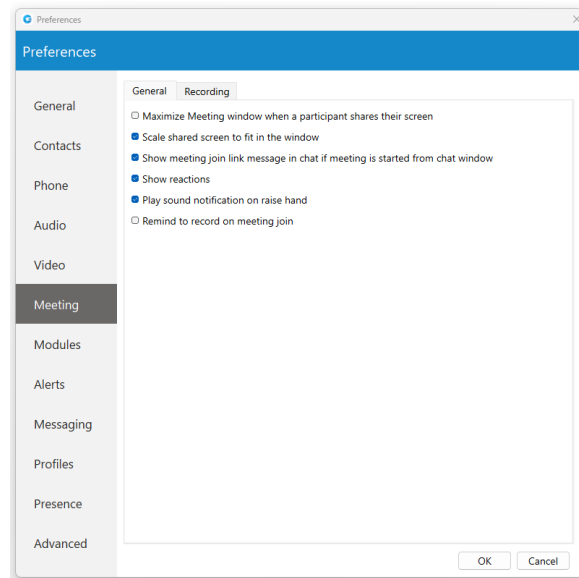 Preferences
Preferences
General
Contacts
Phone
Audio
Video
Meeting
Modules
Alerts
Messaging
Profiles
Presence
Advanced
General Recording
Maximize Meeting window when a participant shares their screen
Scale shared screen to fit in the window
Show meeting join link message in chat if meeting is started from chat window
Show reactions
Play sound notification on raise hand
Remind to record on meeting join
OK Cancel